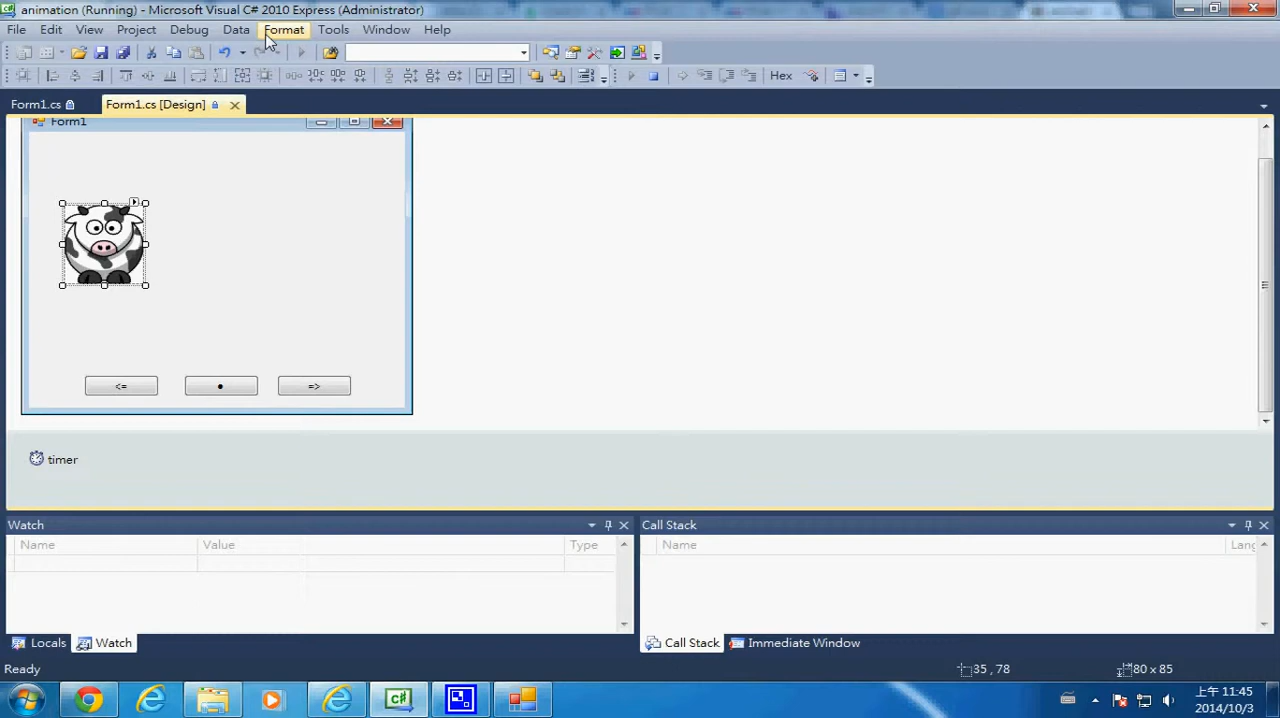 animation (Running) - Microsoft Visual C# 2010 Express (Administrator)
File Edit View Project Debug Data Format Tools Window Help
Hex
Form1.cs Form1.cs [Design]
Form1
<= • =>
timer
Watch
Name Value Type
Call Stack
Name Lang
Locals Watch
Call Stack Immediate Window
Ready 35 , 78 80 x 85
上午 11:45
2014/10/3